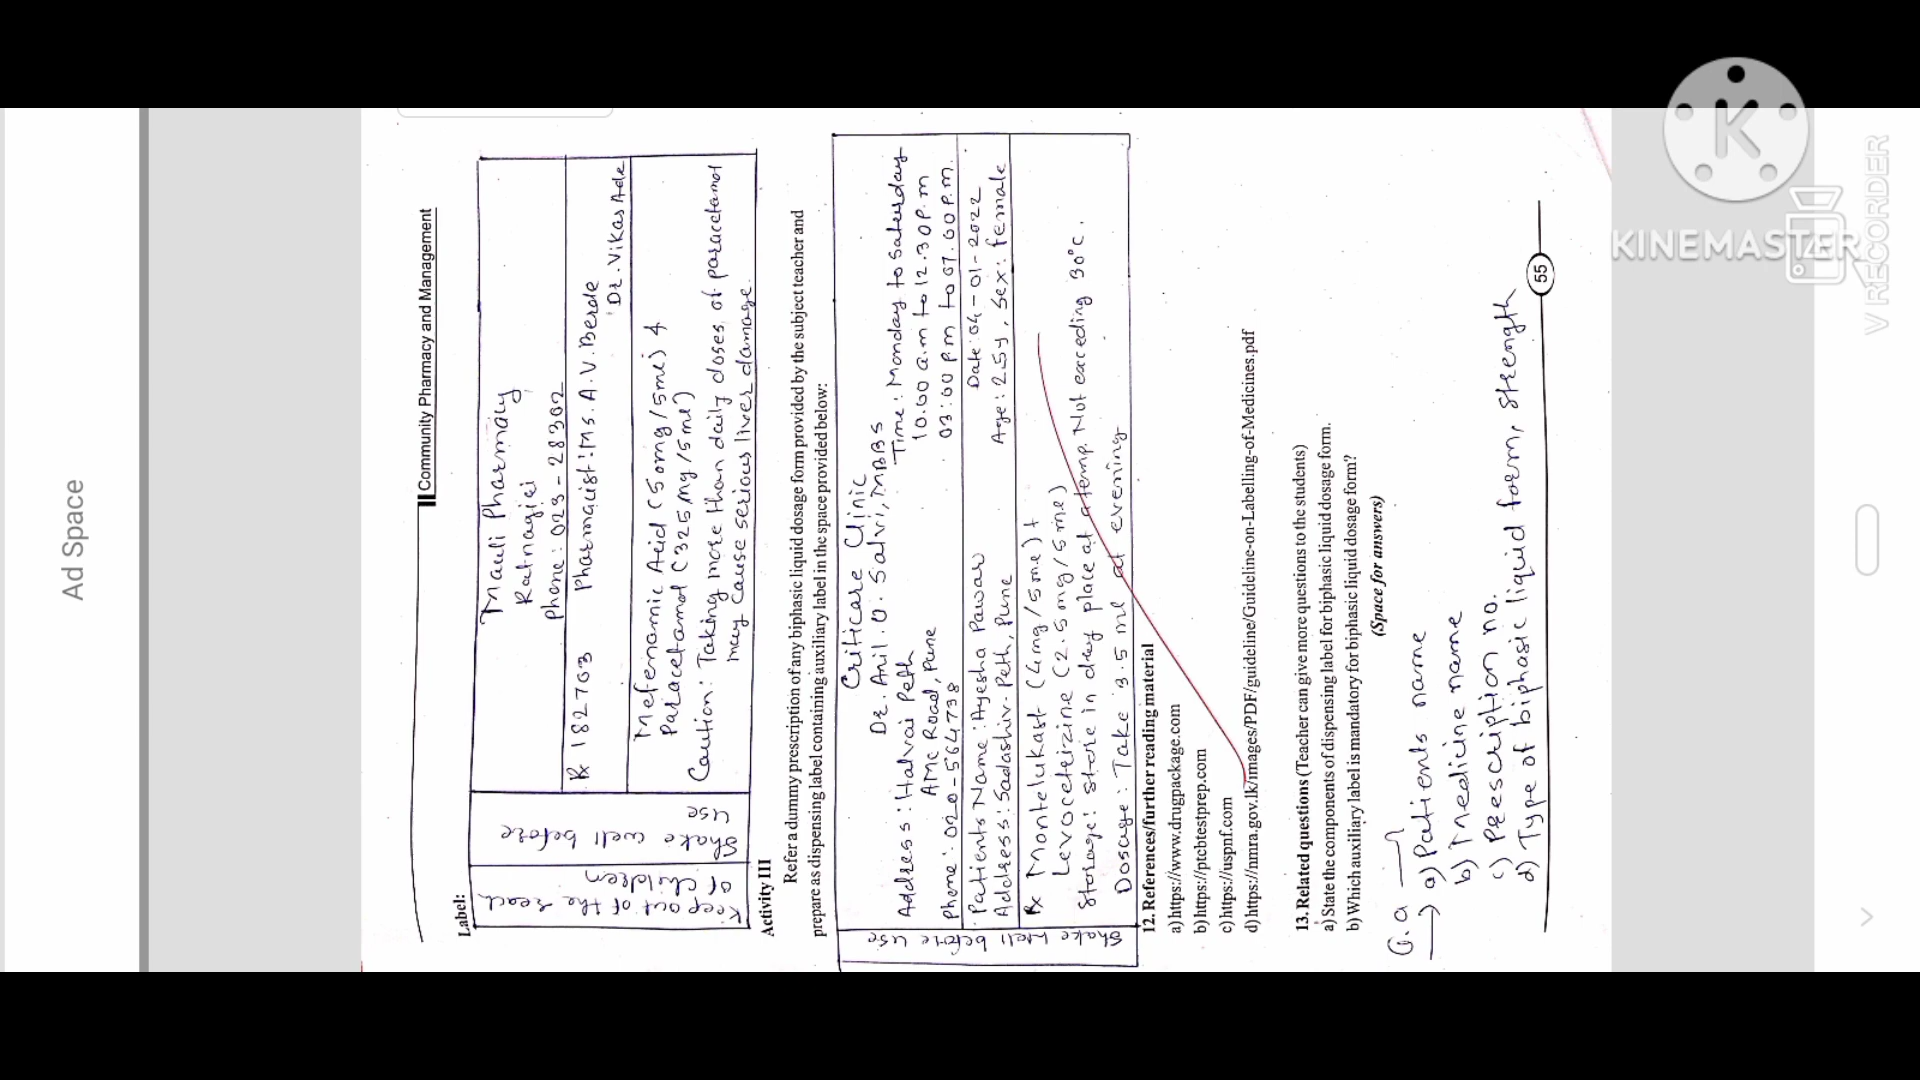 Ad Space
Community Pharmacy and Management
Label:
Keep out of the reach
of children
Shake well before
use
Mauli Pharmacy
Ratnagiri
Phone: 023-28302
Rx 182763 Pharmacist: Ms. A.V. Berde
Dr. Vikas Ade
Mefenamic Acid (50mg/5ml) &
Paracetamol (325mg/5ml)
Caution: Taking more than daily doses of paracetamol
may cause serious liver damage.
Activity III
Refer a dummy prescription of any biphasic liquid dosage form provided by the subject teacher and
prepare as dispensing label containing auxiliary label in the space provided below:
Shake Well before use
Criticare Clinic
Dr. Anil. U. Salvi, MBBS
Address: Halvai Peth
AMC Road, Pune
Phone: 020-564738
Time: Monday to Saturday
10.00 a.m to 12.30 P.m
03:00 pm to 07.00 P.m.
Patients Name: Ayesha Pawar Date: 04-01-2022
Address: Sadashiv-Peth, Pune Age: 25y, Sex: female
Rx Montelukast (4mg/5ml) +
Levocetirizine (2.5mg/5ml)
Storage: store in dry place at a temp. Not exceeding 30°C.
Dosage: Take 3.5 ml at evening
12. References/further reading material
a) https://www.drugpackage.com
b) https://ptcbtestprep.com
c) https://uspnf.com
d) https://nmra.gov.lk/images/PDF/guideline/Guideline-on-Labelling-of-Medicines.pdf
13. Related questions (Teacher can give more questions to the students)
a) State the components of dispensing label for biphasic liquid dosage form.
b) Which auxiliary label is mandatory for biphasic liquid dosage form?
(Space for answers)
Q.a
→ a) Patients name
b) Medicine name
c) Prescription no.
d) Type of biphasic liquid form, strength
55
K
KINEMASTER
V RECORDER